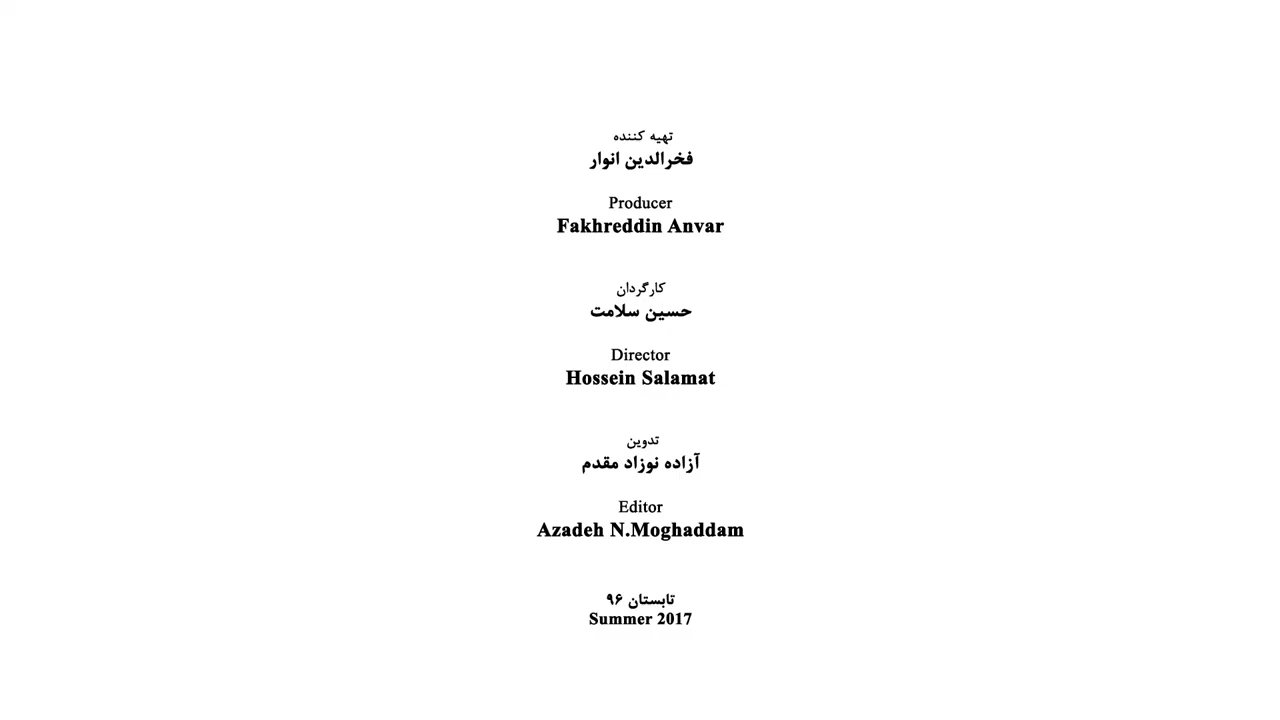 تهیه کننده
فخرالدین انوار
Producer
Fakhreddin Anvar
کارگردان
حسین سلامت
Director
Hossein Salamat
تدوین
آزاده نوزاد مقدم
Editor
Azadeh N.Moghaddam
تابستان ۹۶
Summer 2017